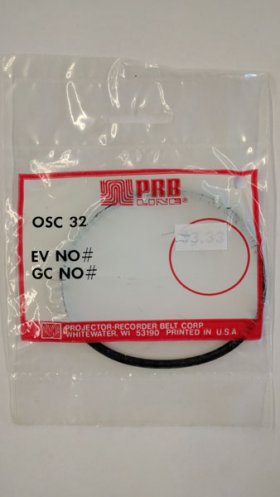 PRB
LINE®
OSC 32
$3.33
EV NO#
GC NO#
PROJECTOR-RECORDER BELT CORP
WHITEWATER, WI 53190 PRINTED IN U.S.A.